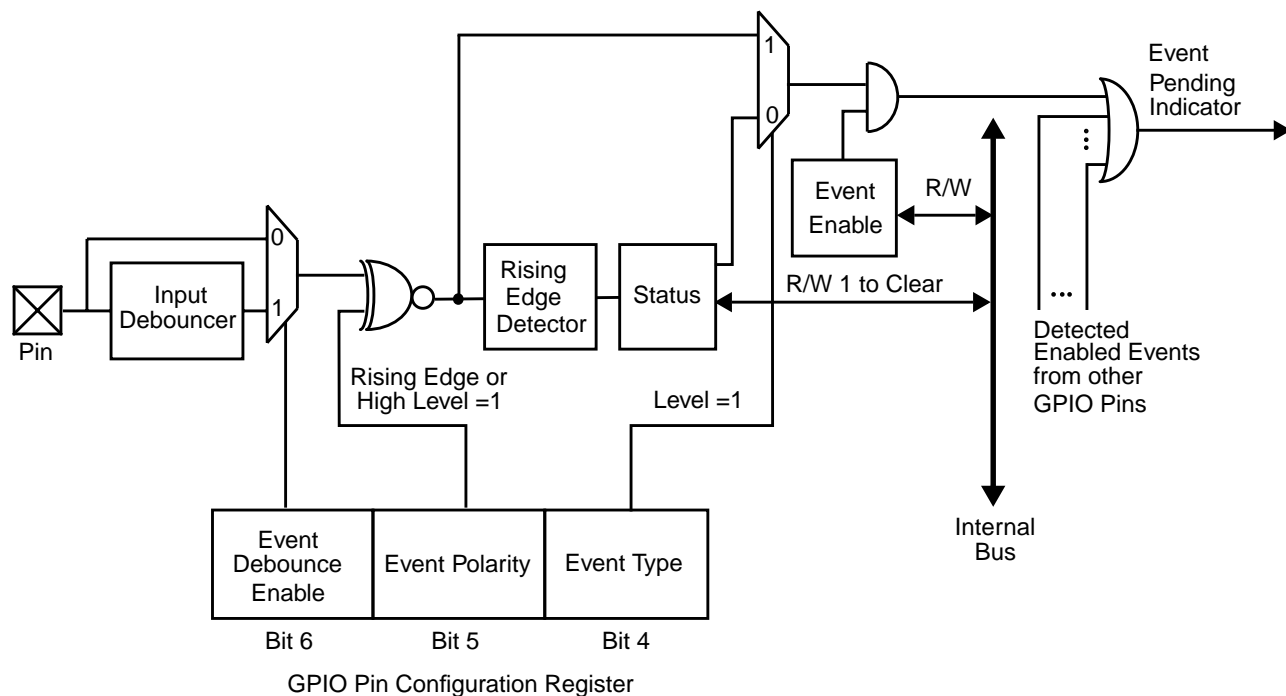 Event
Pending
Indicator
1
0
Event
Enable
R/W
0
1
Input
Debouncer
Pin
Rising
Edge
Detector
Status
R/W 1 to Clear
...
...
Detected
Enabled Events
from other
GPIO Pins
Rising Edge or
High Level =1
Level =1
Internal
Bus
Event
Debounce
Enable
Event Polarity
Event Type
Bit 6
Bit 5
Bit 4
GPIO Pin Configuration Register